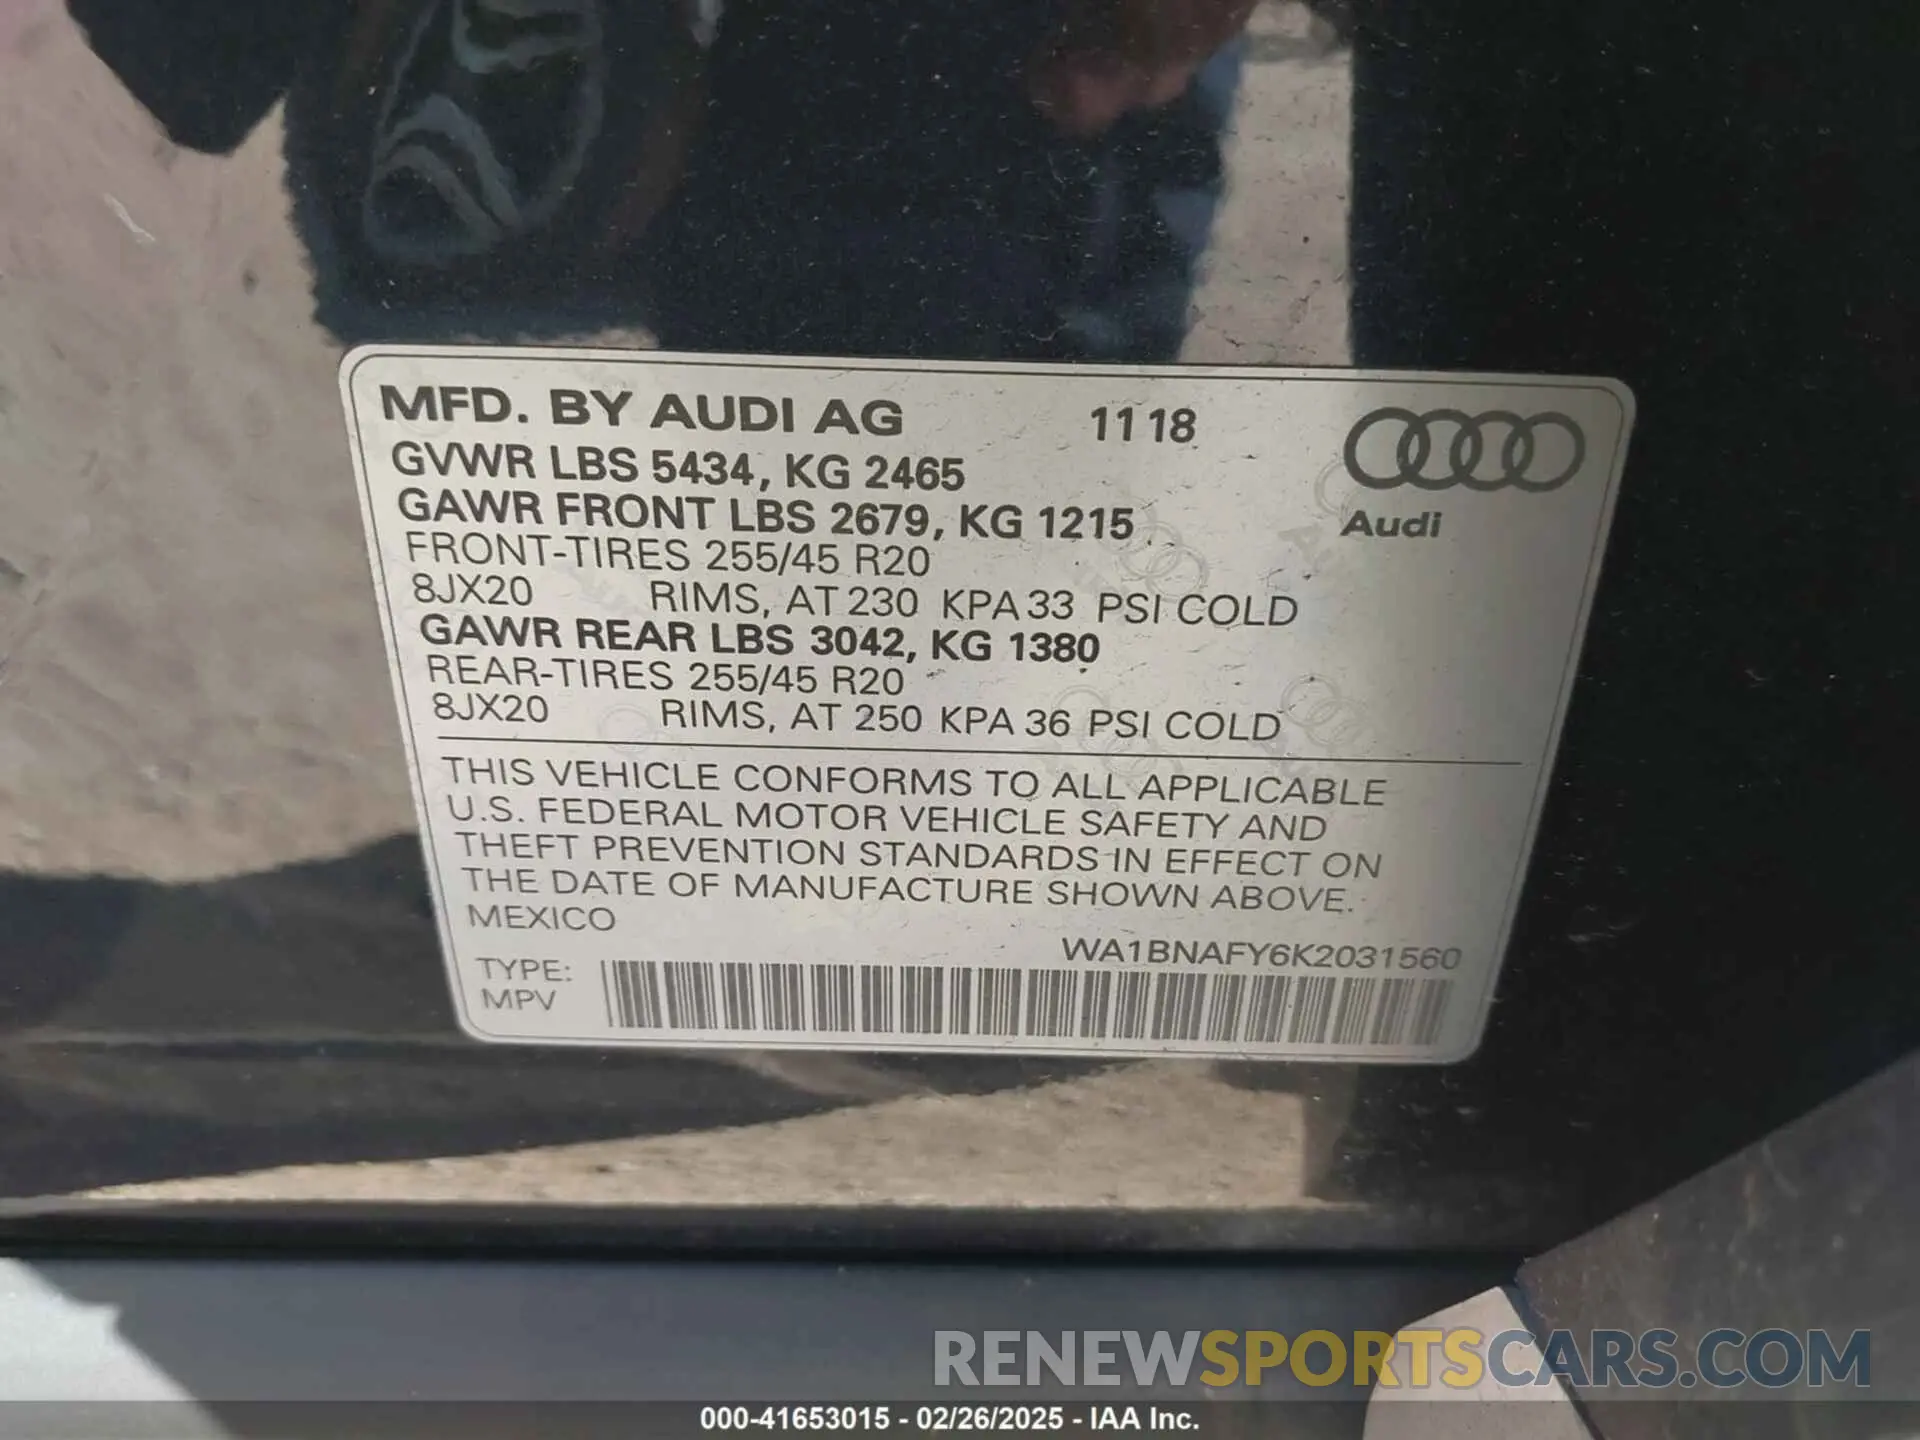 MFD. BY AUDI AG 11 18
GVWR LBS 5434, KG 2465
GAWR FRONT LBS 2679, KG 1215
Audi
FRONT-TIRES 255/45 R20
8JX20 RIMS, AT 230 KPA 33 PSI COLD
GAWR REAR LBS 3042, KG 1380
REAR-TIRES 255/45 R20
8JX20 RIMS, AT 250 KPA 36 PSI COLD
THIS VEHICLE CONFORMS TO ALL APPLICABLE
U.S. FEDERAL MOTOR VEHICLE SAFETY AND
THEFT PREVENTION STANDARDS IN EFFECT ON
THE DATE OF MANUFACTURE SHOWN ABOVE.
MEXICO
WA1BNAFY6K2031560
TYPE:
MPV
RENEWSPORTSCARS.COM
000-41653015 - 02/26/2025 - IAA Inc.